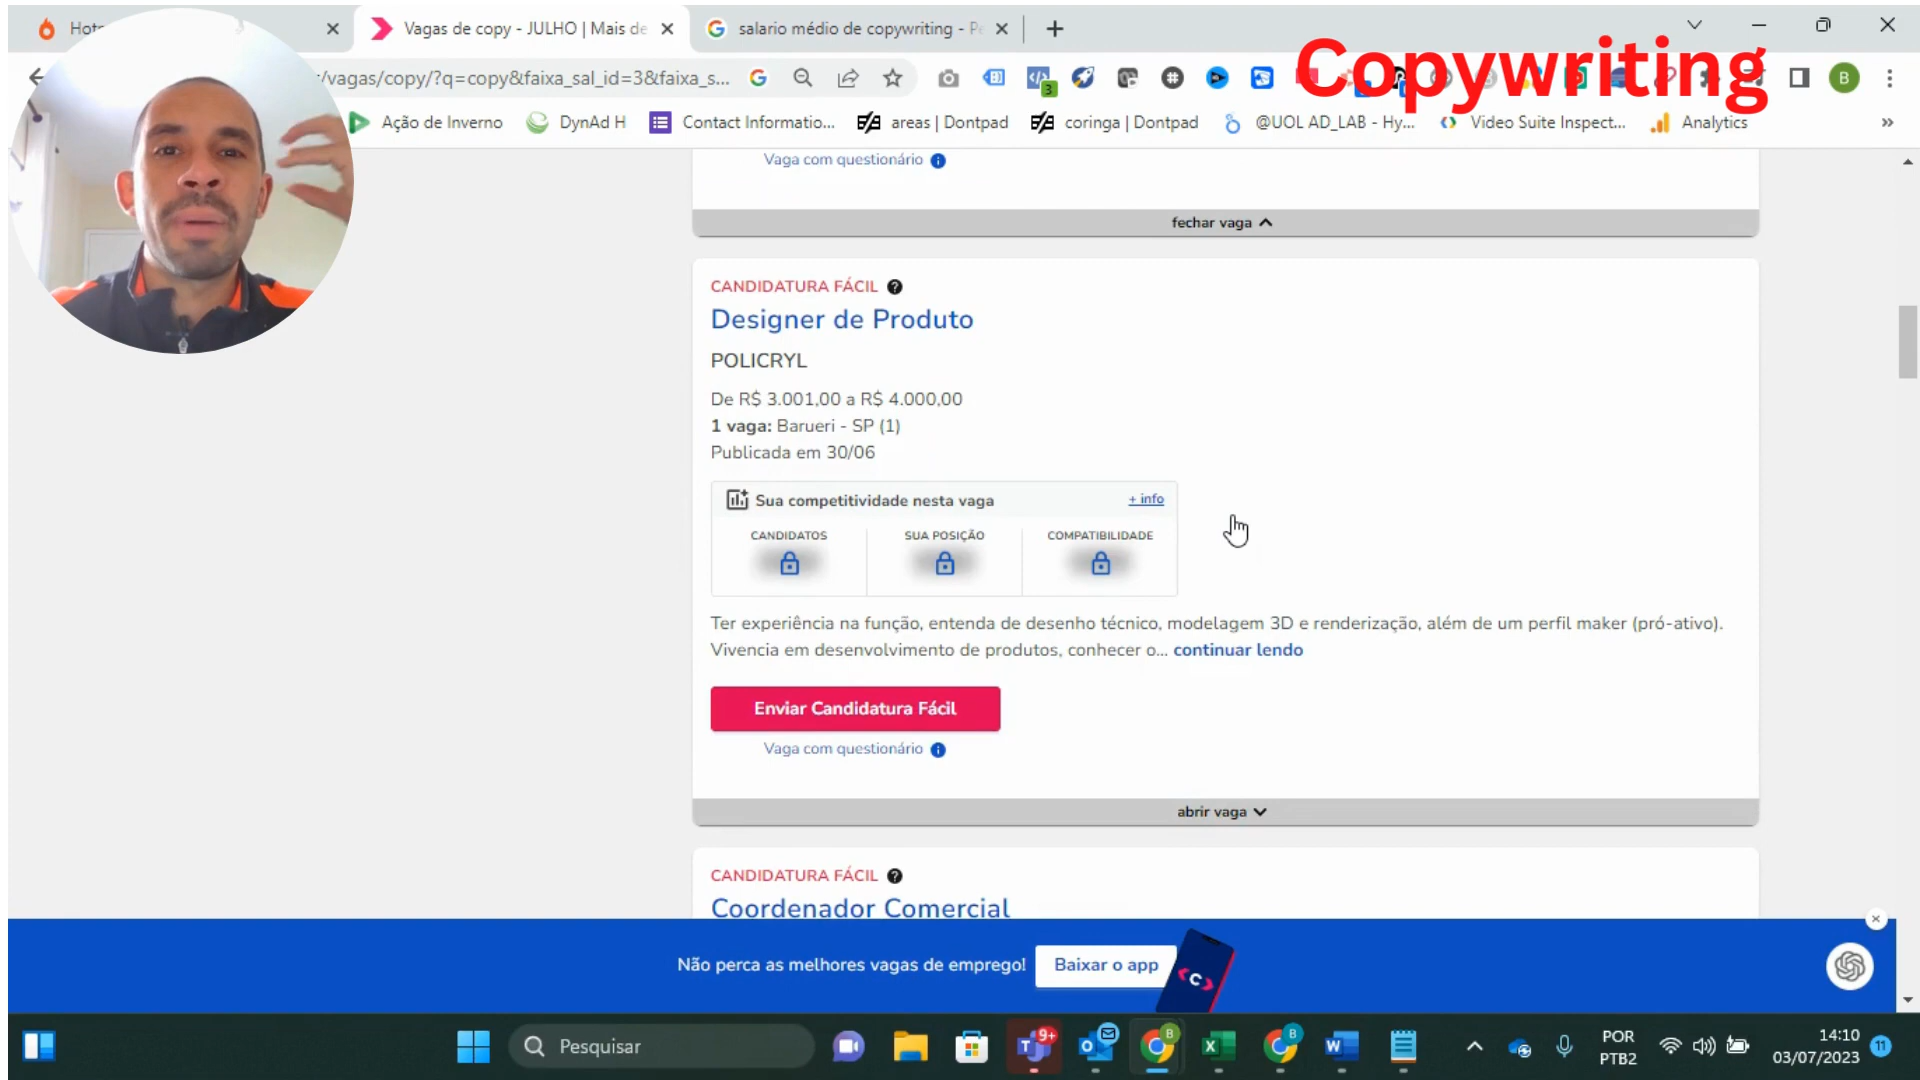 Vagas de copy - JULHO | Mais de
salario médio de copywriting - P
Copywriting
/vagas/copy/?q=copy&faixa_sal_id=3&faixa_s...
3
B
Ação de Inverno
DynAd H
Contact Informatio...
areas | Dontpad
coringa | Dontpad
@UOL AD_LAB - Hy...
Video Suite Inspect...
Analytics
Vaga com questionário
fechar vaga
CANDIDATURA FÁCIL
Designer de Produto
POLICRYL
De R$ 3.001,00 a R$ 4.000,00
1 vaga: Barueri - SP (1)
Publicada em 30/06
Sua competitividade nesta vaga
+ info
CANDIDATOS
SUA POSIÇÃO
COMPATIBILIDADE
Ter experiência na função, entenda de desenho técnico, modelagem 3D e renderização, além de um perfil maker (pró-ativo).
Vivencia em desenvolvimento de produtos, conhecer o... continuar lendo
Enviar Candidatura Fácil
Vaga com questionário
abrir vaga
CANDIDATURA FÁCIL
Coordenador Comercial
Não perca as melhores vagas de emprego!
Baixar o app
Pesquisar
9+
POR
PTB2
14:10
03/07/2023
11